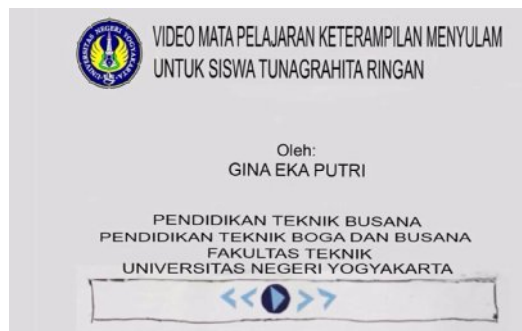 VIDEO MATA PELAJARAN KETERAMPILAN MENYULAM
UNTUK SISWA TUNAGRAHITA RINGAN
Oleh:
GINA EKA PUTRI
PENDIDIKAN TEKNIK BUSANA
PENDIDIKAN TEKNIK BOGA DAN BUSANA
FAKULTAS TEKNIK
UNIVERSITAS NEGERI YOGYAKARTA